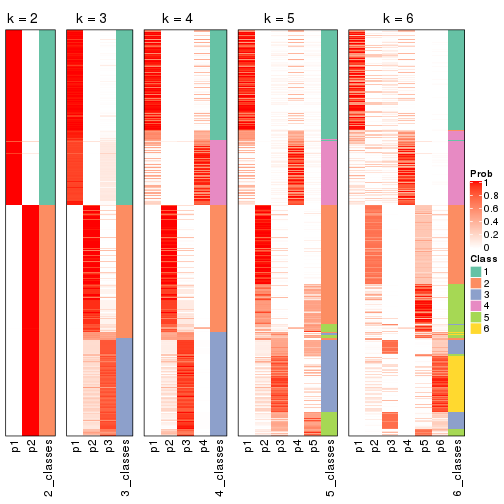 k = 2
k = 3
k = 4
k = 5
k = 6
p1
p2
2_classes
p1
p2
p3
3_classes
p1
p2
p3
p4
4_classes
p1
p2
p3
p4
p5
5_classes
p1
p2
p3
p4
p5
p6
6_classes
Prob
1
0.8
0.6
0.4
0.2
0
Class
1
2
3
4
5
6